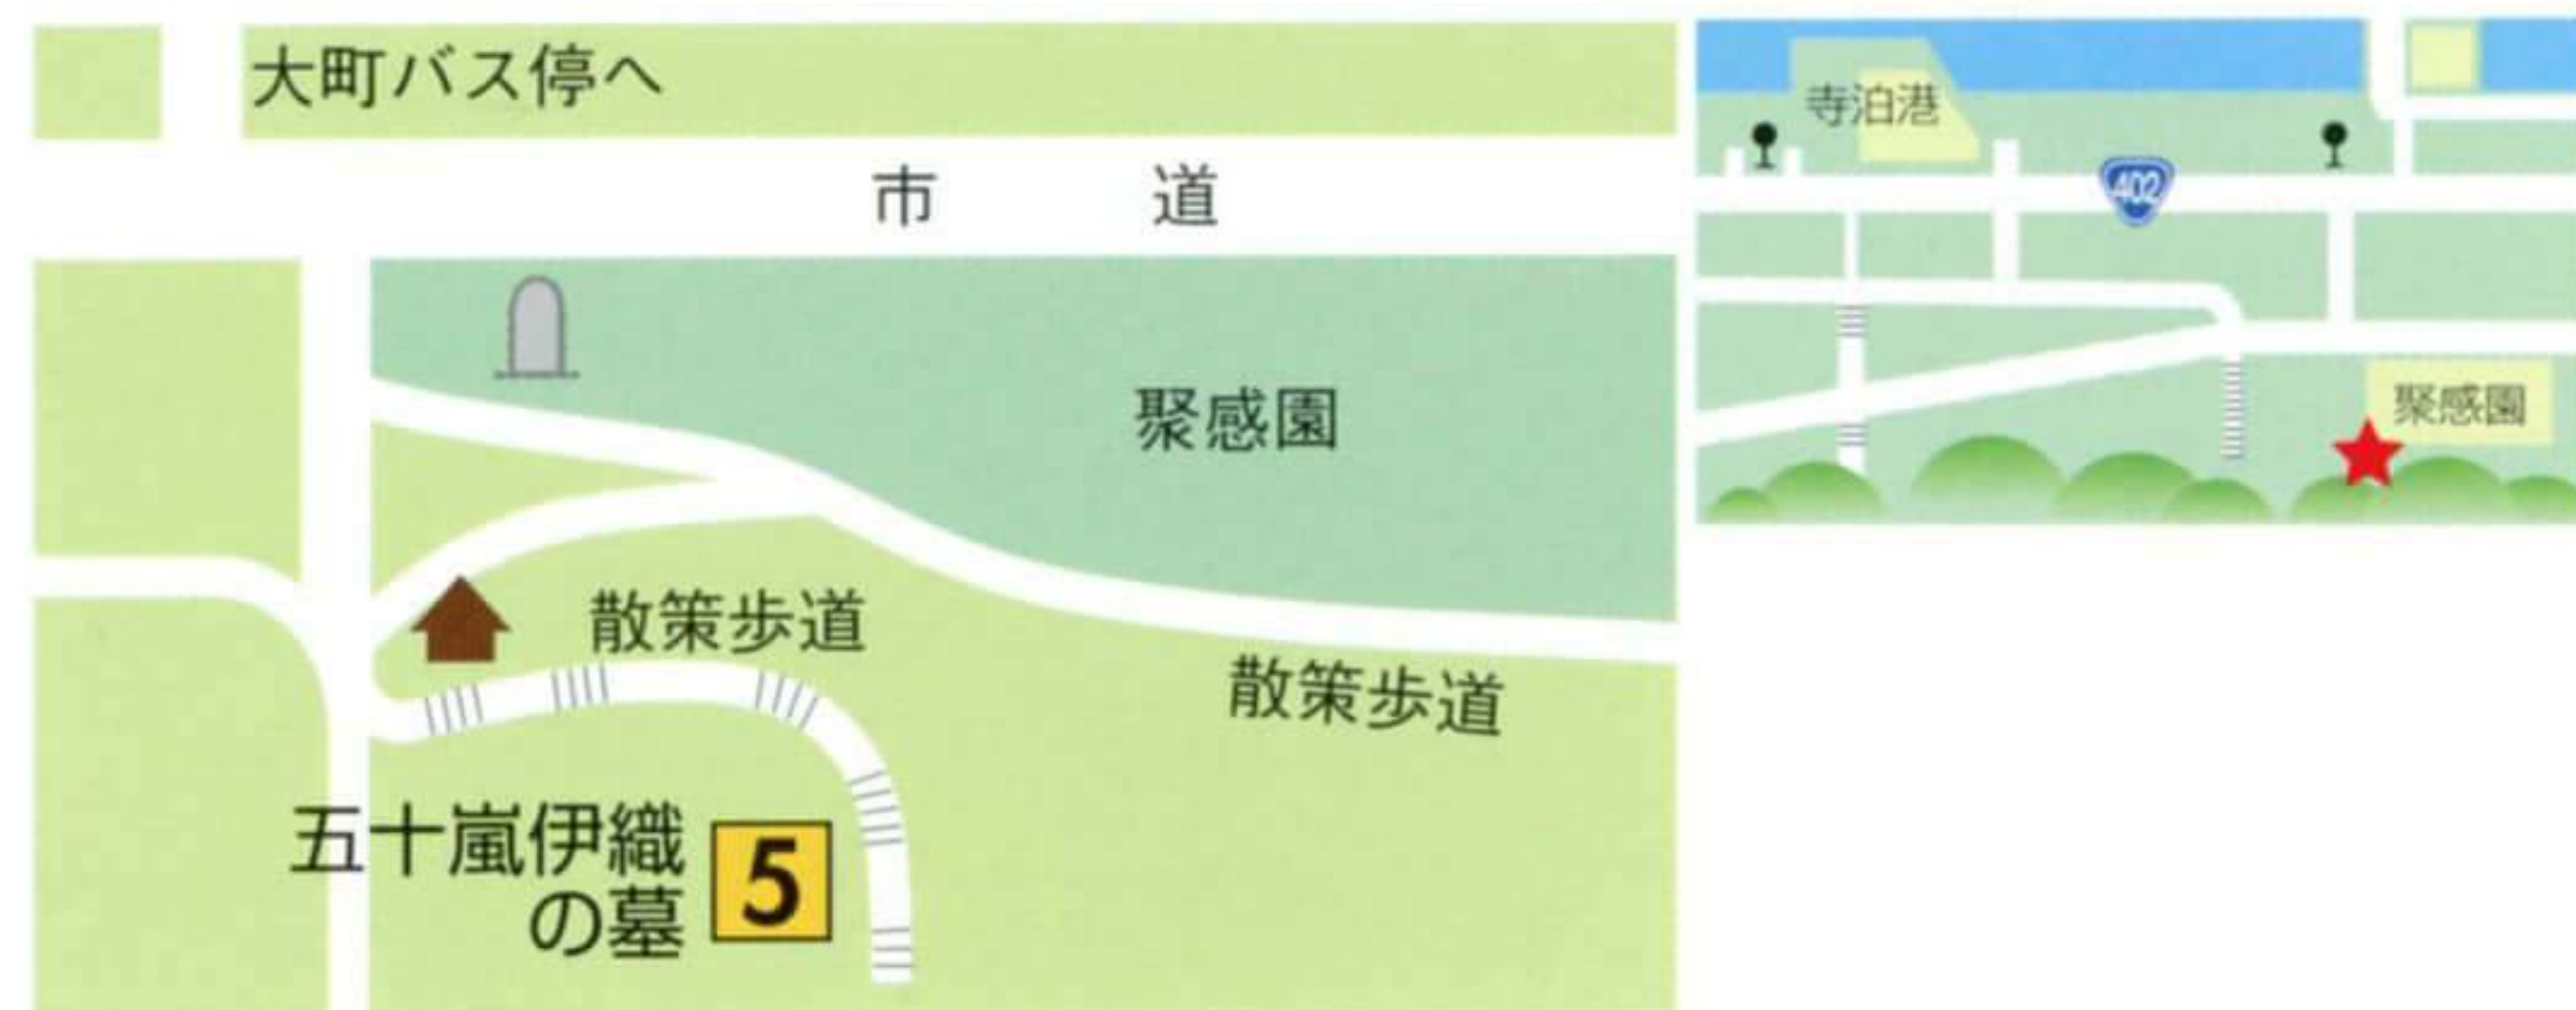 大町バス停へ
市　道
聚感園
散策歩道
散策歩道
五十嵐伊織
の墓
5
寺泊港
402
聚感園